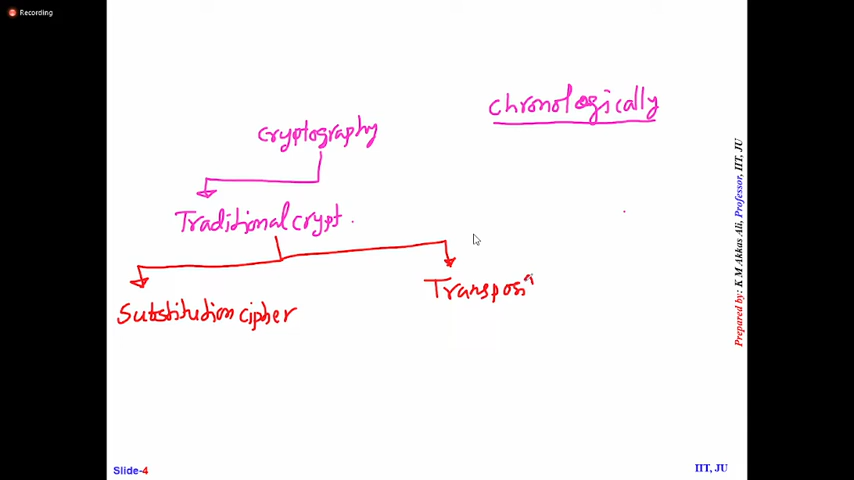 Recording
chronologically
cryptography
Traditional crypt.
Substitution cipher
Transposi
Prepared by: K M Akkas Ali, Professor, IIT, JU
Slide-4
IIT, JU